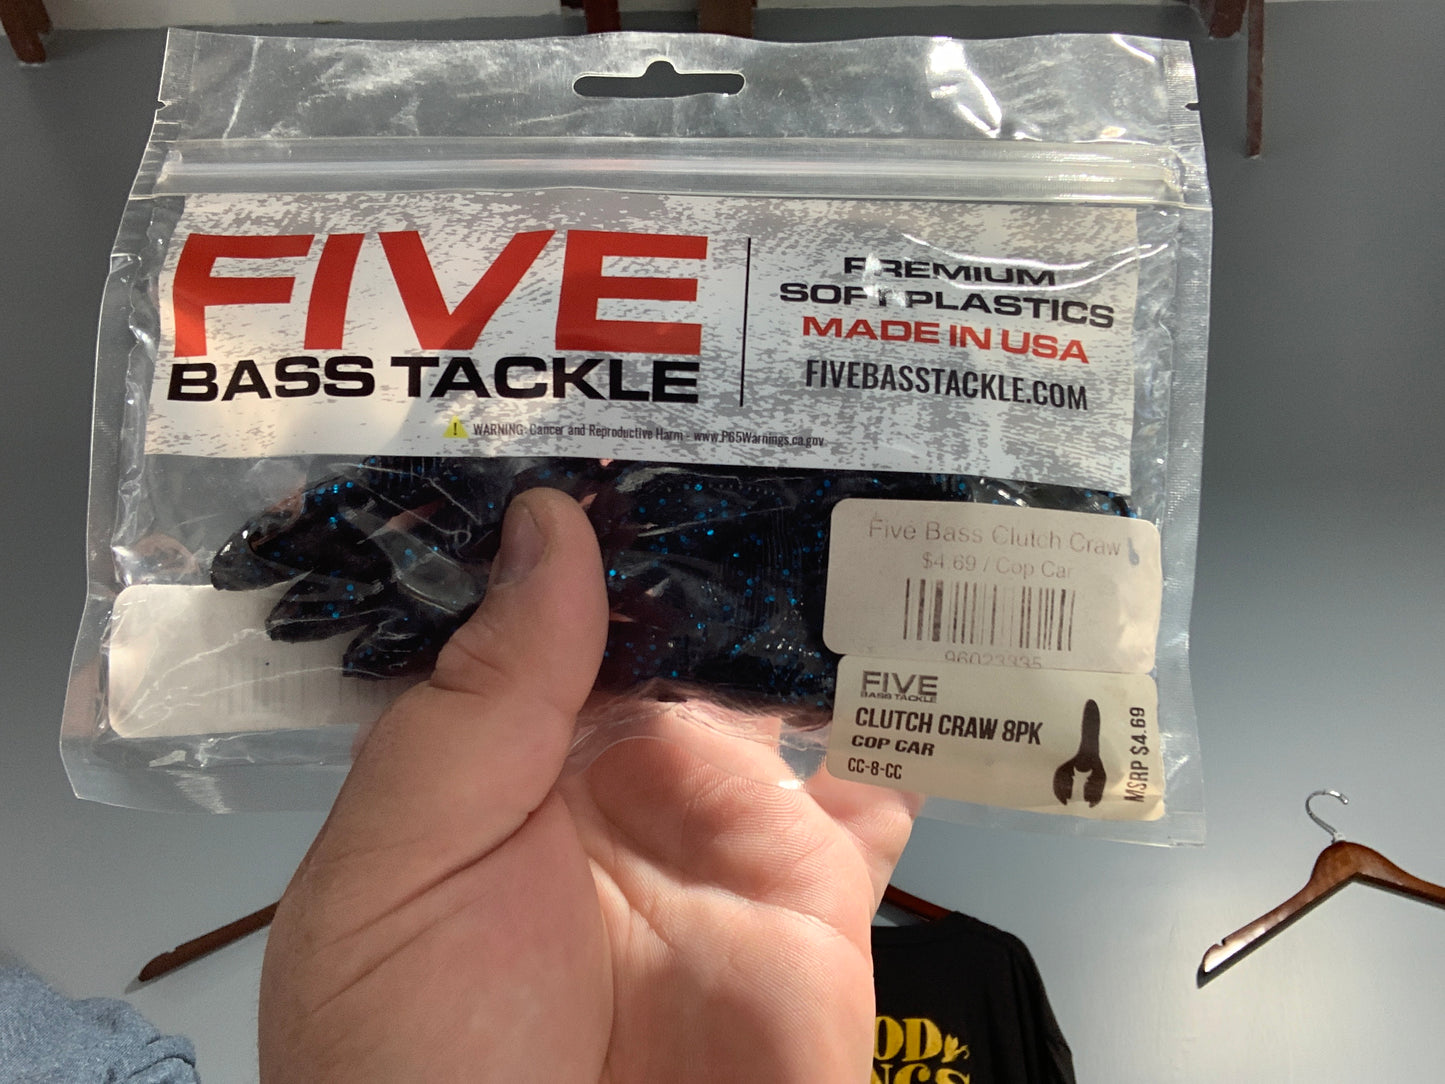 FIVE
BASS TACKLE
PREMIUM
SOFT PLASTICS
MADE IN USA
FIVEBASSTACKLE.COM
WARNING: Cancer and Reproductive Harm - www.P65Warnings.ca.gov
Five Bass Clutch Craw
$4.69 / Cop Car
96023335
FIVE
BASS TACKLE
CLUTCH CRAW 8PK
COP CAR
CC-8-CC
MSRP $4.69